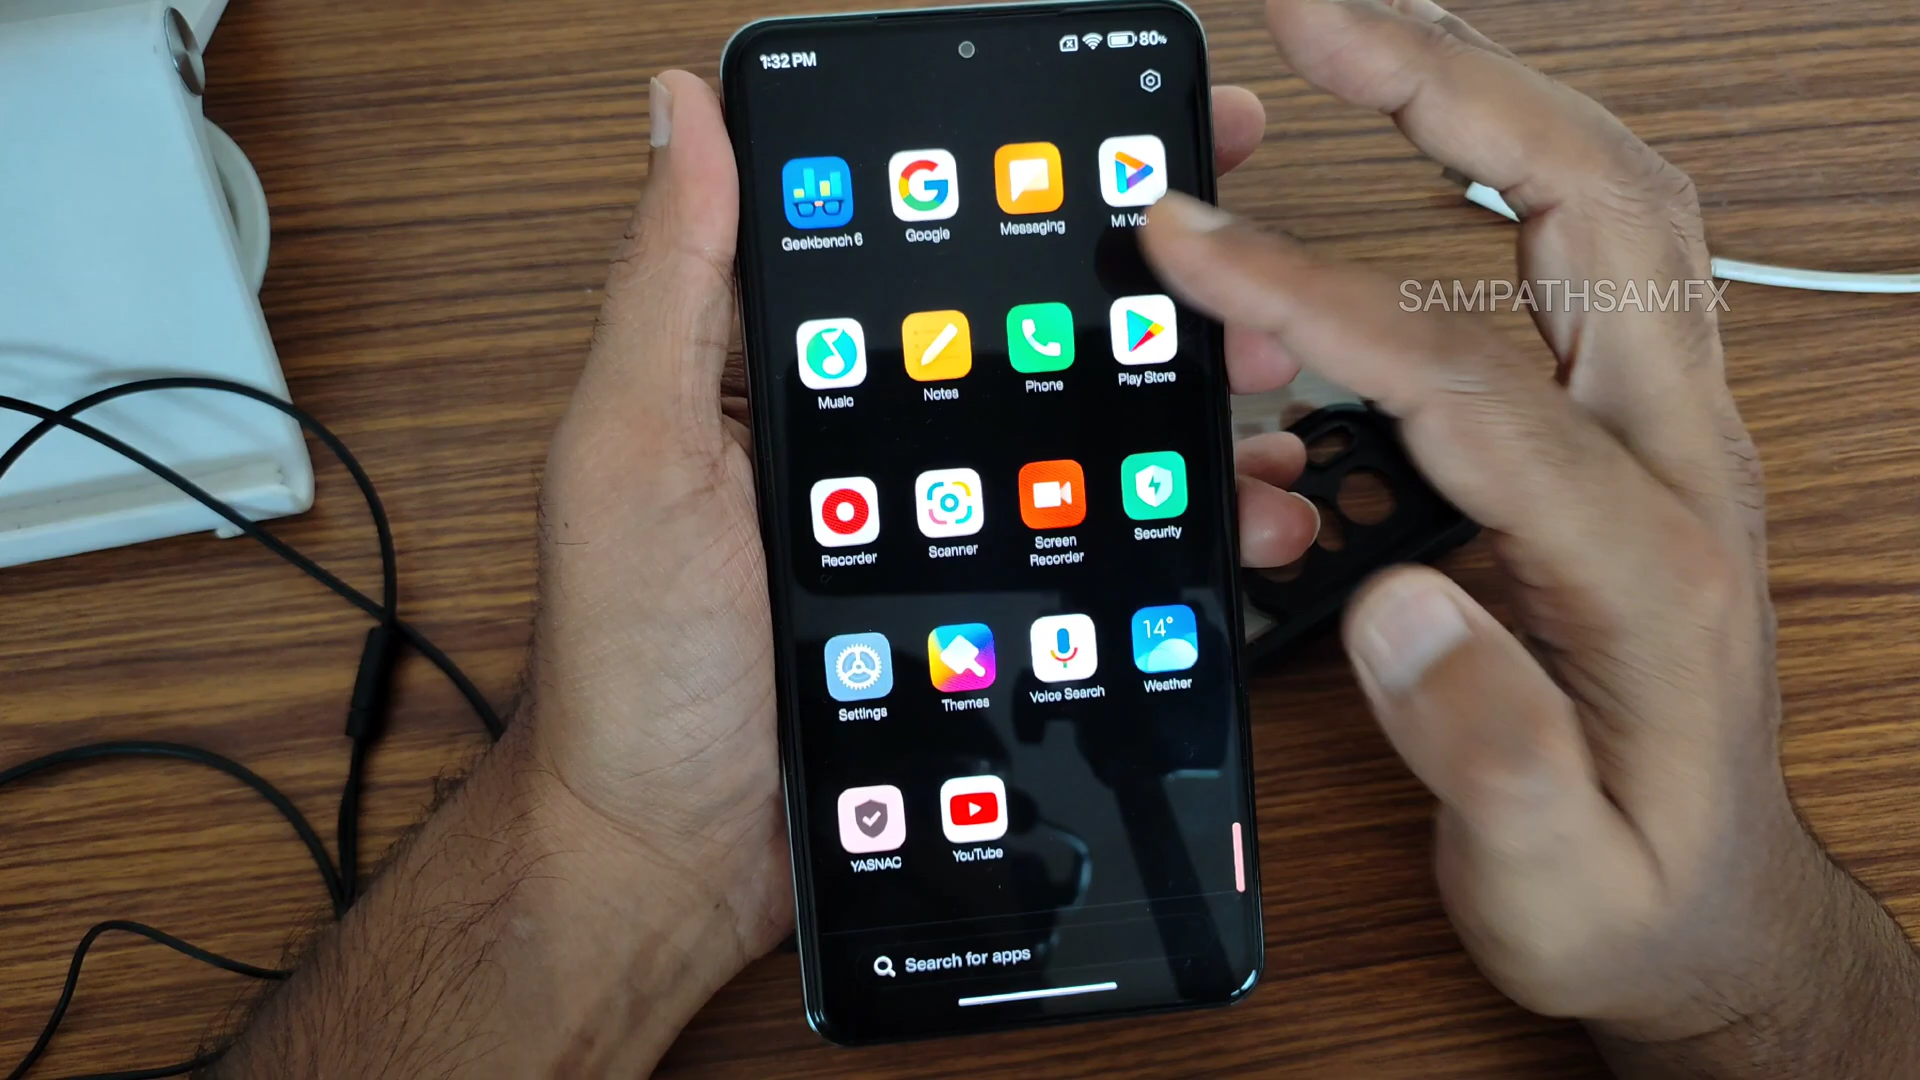 1:32 PM
80%
Geekbench 6
Google
Messaging
Mi Vid
SAMPATHSAMFX
Music
Notes
Phone
Play Store
Recorder
Scanner
Screen
Recorder
Security
14°
Settings
Themes
Voice Search
Weather
YASNAC
YouTube
Search for apps